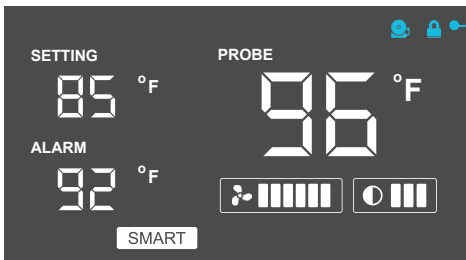 SETTING
85 °F
PROBE
96 °F
ALARM
92 °F
SMART